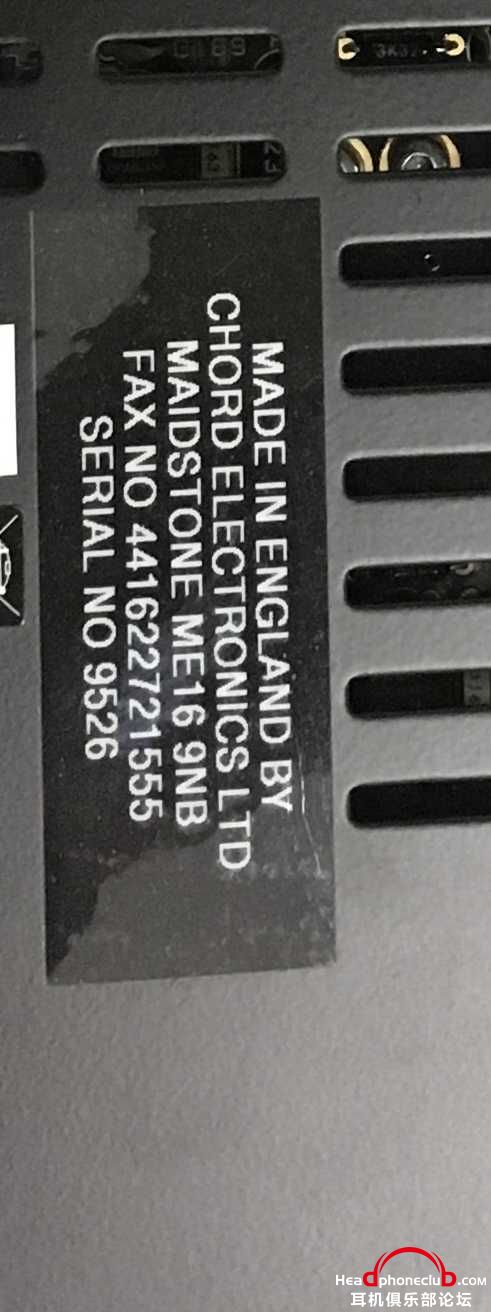 MADE IN ENGLAND BY
CHORD ELECTRONICS LTD
MAIDSTONE ME16 9NB
FAX NO 441622721555
SERIAL NO 9526
HeadphonecluD.com
耳机俱乐部论坛